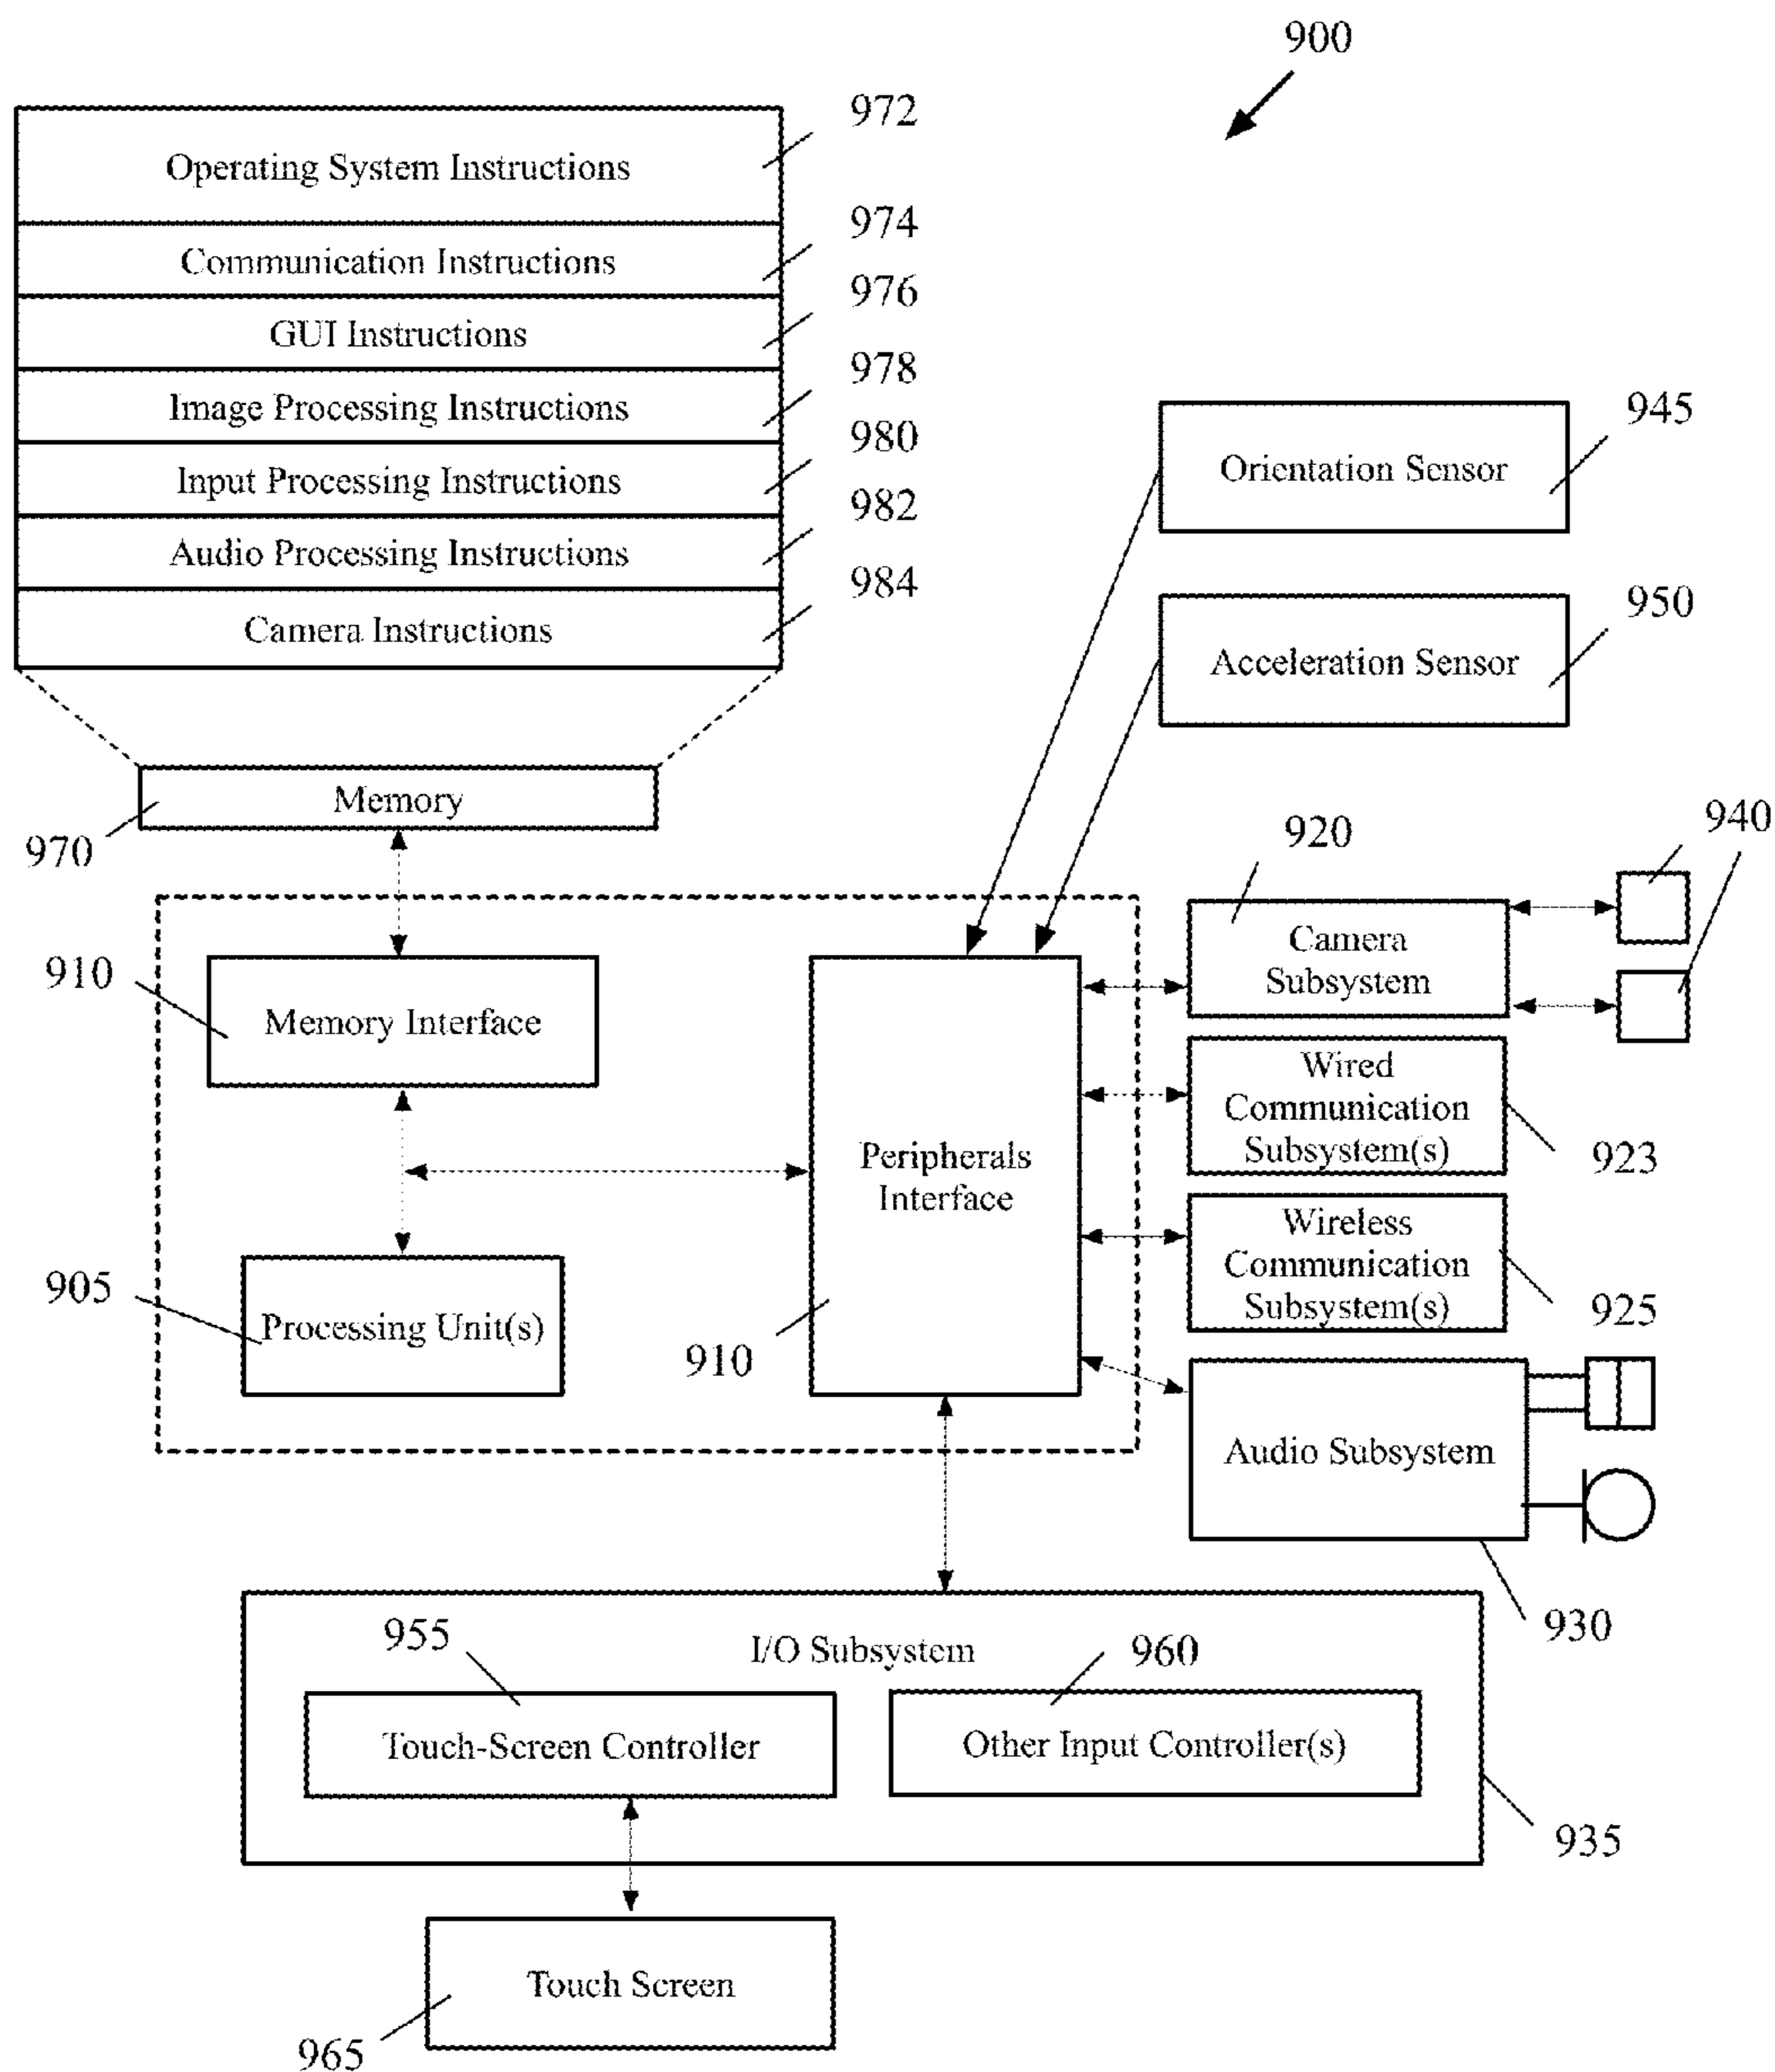 900
972
Operating System Instructions
974
Communication Instructions
976
GUI Instructions
978
Image Processing Instructions
980
Input Processing Instructions
982
Audio Processing Instructions
984
Camera Instructions
945
Orientation Sensor
950
Acceleration Sensor
Memory
970
920
940
Camera
Subsystem
910
Memory Interface
Wired
Communication
Subsystem(s)
923
Peripherals
Interface
910
Wireless
Communication
Subsystem(s)
925
905
Processing Unit(s)
Audio Subsystem
930
I/O Subsystem
955
Touch-Screen Controller
960
Other Input Controller(s)
935
Touch Screen
965